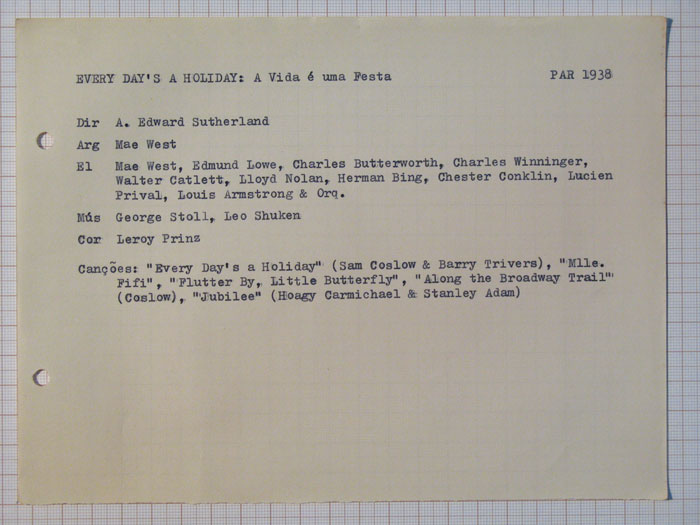 EVERY DAY'S A HOLIDAY: A Vida é uma Festa PAR 1938
Dir A. Edward Sutherland
Arg Mae West
El Mae West, Edmund Lowe, Charles Butterworth, Charles Winninger,
Walter Catlett, Lloyd Nolan, Herman Bing, Chester Conklin, Lucien
Prival, Louis Armstrong & Orq.
Mús George Stoll, Leo Shuken
Cor Leroy Prinz
Canções: "Every Day's a Holiday" (Sam Coslow & Barry Trivers), "Mlle.
Fifi", "Flutter By, Little Butterfly", "Along the Broadway Trail"
(Coslow), "Jubilee" (Hoagy Carmichael & Stanley Adam)